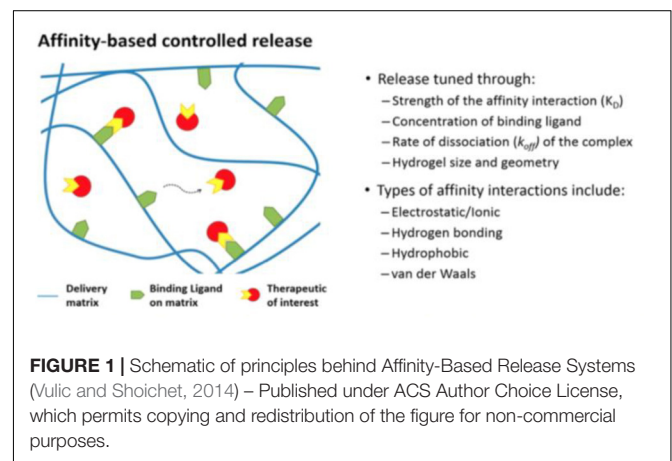 Affinity-based controlled release
• Release tuned through:
–Strength of the affinity interaction (K_D)
–Concentration of binding ligand
–Rate of dissociation (k_off) of the complex
–Hydrogel size and geometry
• Types of affinity interactions include:
–Electrostatic/Ionic
–Hydrogen bonding
–Hydrophobic
–van der Waals
Delivery matrix
Binding Ligand on matrix
Therapeutic of interest
FIGURE 1 | Schematic of principles behind Affinity-Based Release Systems
(Vulic and Shoichet, 2014) – Published under ACS Author Choice License,
which permits copying and redistribution of the figure for non-commercial
purposes.